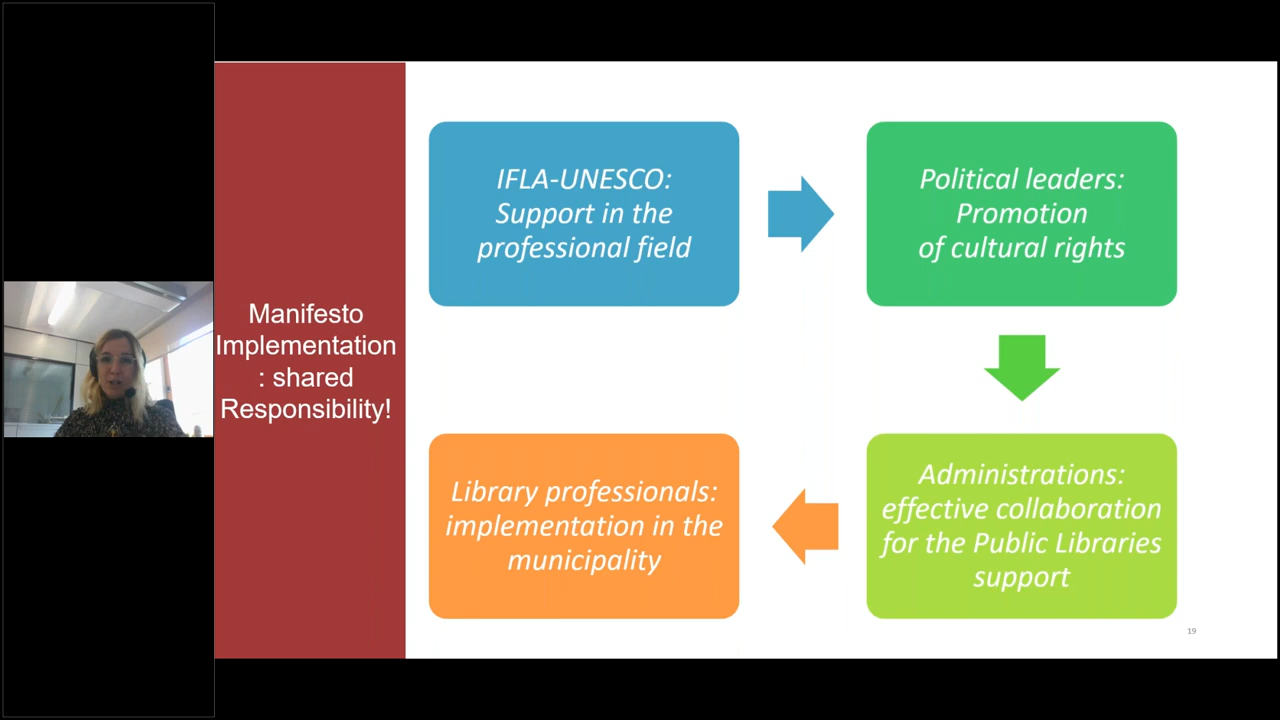 Manifesto
Implementation
: shared
Responsibility!
IFLA-UNESCO:
Support in the
professional field
Political leaders:
Promotion
of cultural rights
Administrations:
effective collaboration
for the Public Libraries
support
Library professionals:
implementation in the
municipality
19